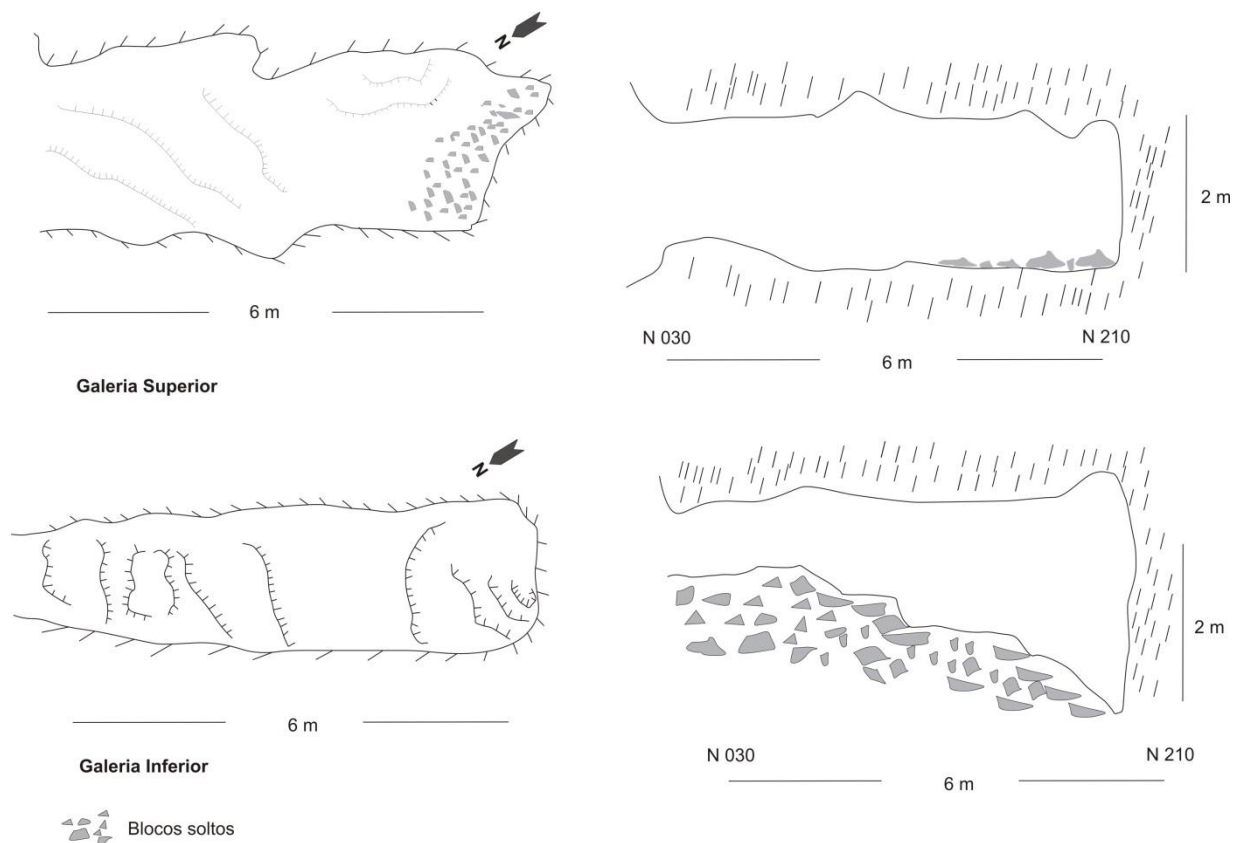 N
2 m
N 030
N 210
6 m
6 m
Galeria Superior
N
2 m
6 m
N 030
N 210
Galeria Inferior
6 m
Blocos soltos